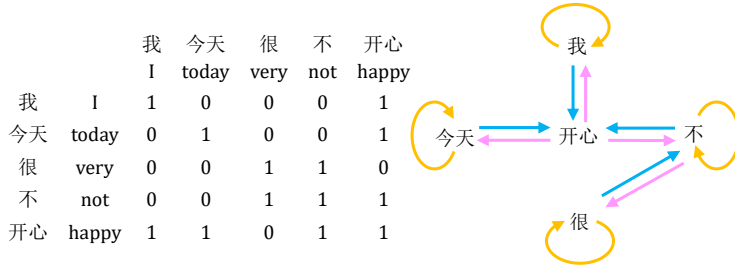 我 今天 很 不 开心
I today very not happy
我 I 1 0 0 0 1
今天 today 0 1 0 0 1
很 very 0 0 1 1 0
不 not 0 0 1 1 1
开心 happy 1 1 0 1 1
我
今天 开心 不
很